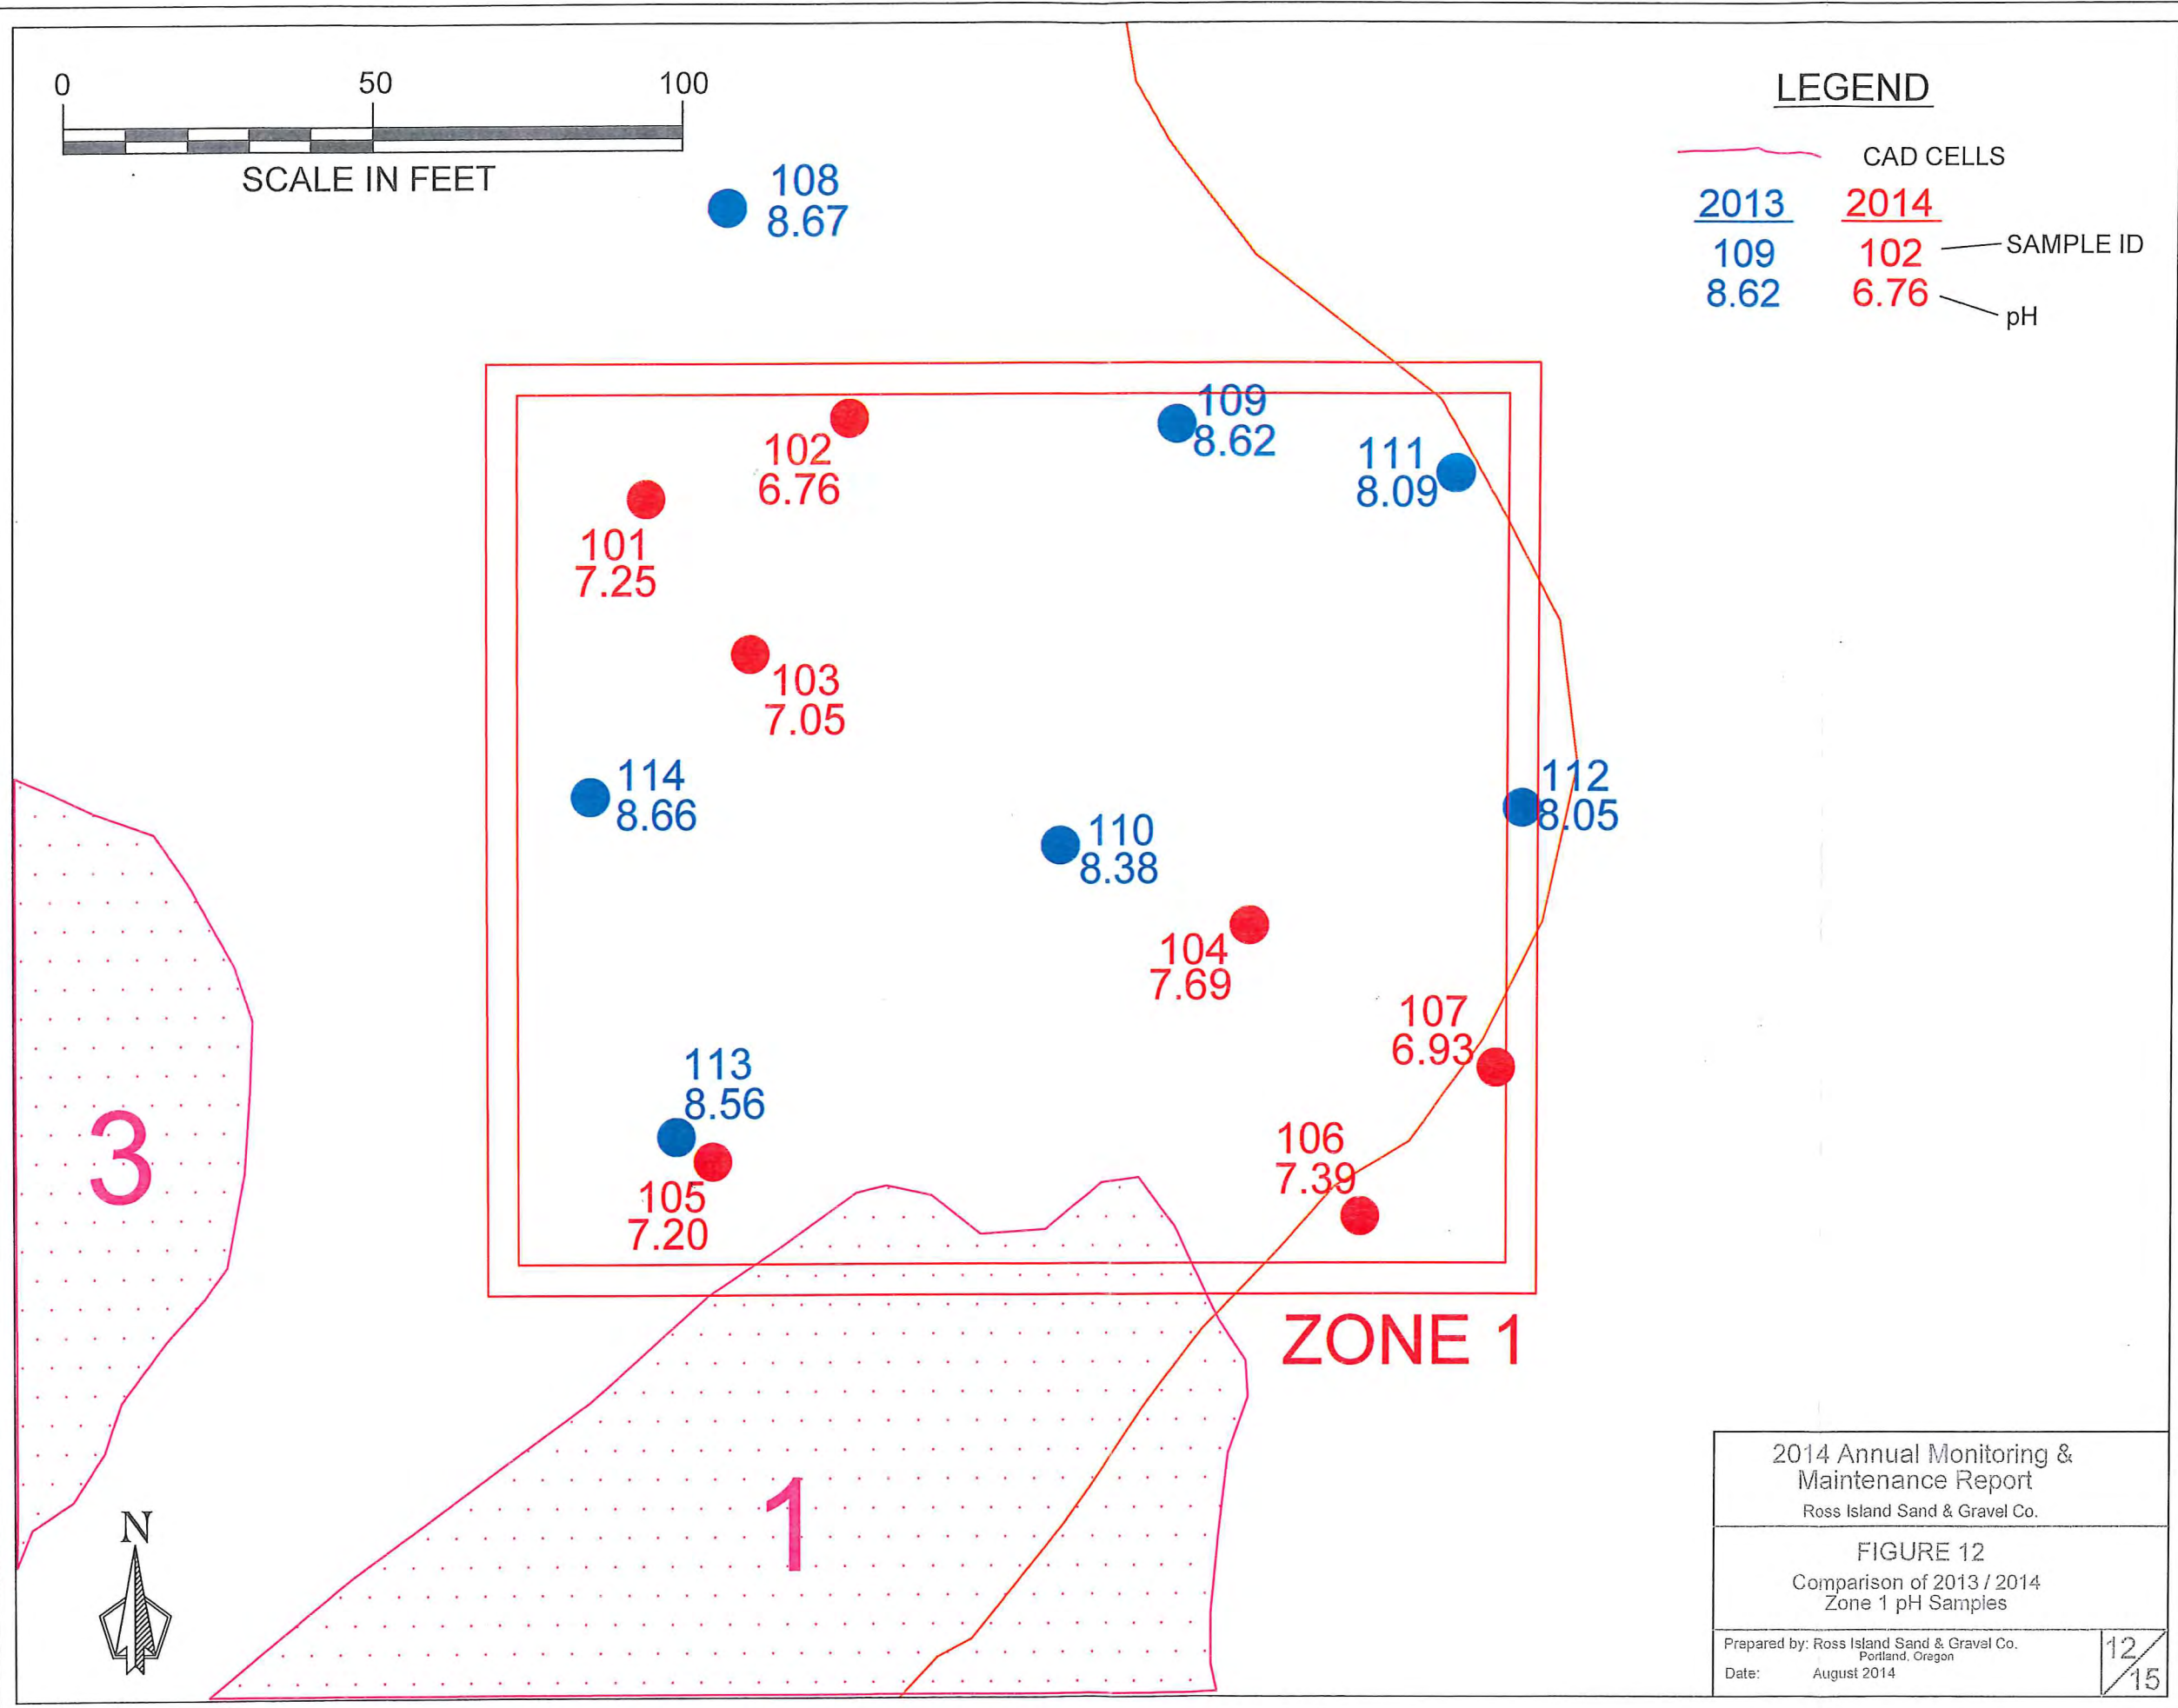 0 50 100
SCALE IN FEET
LEGEND
CAD CELLS
2013 2014
109 102 SAMPLE ID
8.62 6.76
pH
108
8.67
109
8.62
111
8.09
102
6.76
101
7.25
103
7.05
114
8.66
112
8.05
110
8.38
104
7.69
107
6.93
113
8.56
106
7.39
105
7.20
3
ZONE 1
1
N
2014 Annual Monitoring &
Maintenance Report
Ross Island Sand & Gravel Co.
FIGURE 12
Comparison of 2013 / 2014
Zone 1 pH Samples
Prepared by: Ross Island Sand & Gravel Co.
Portland, Oregon
Date: August 2014
12/15